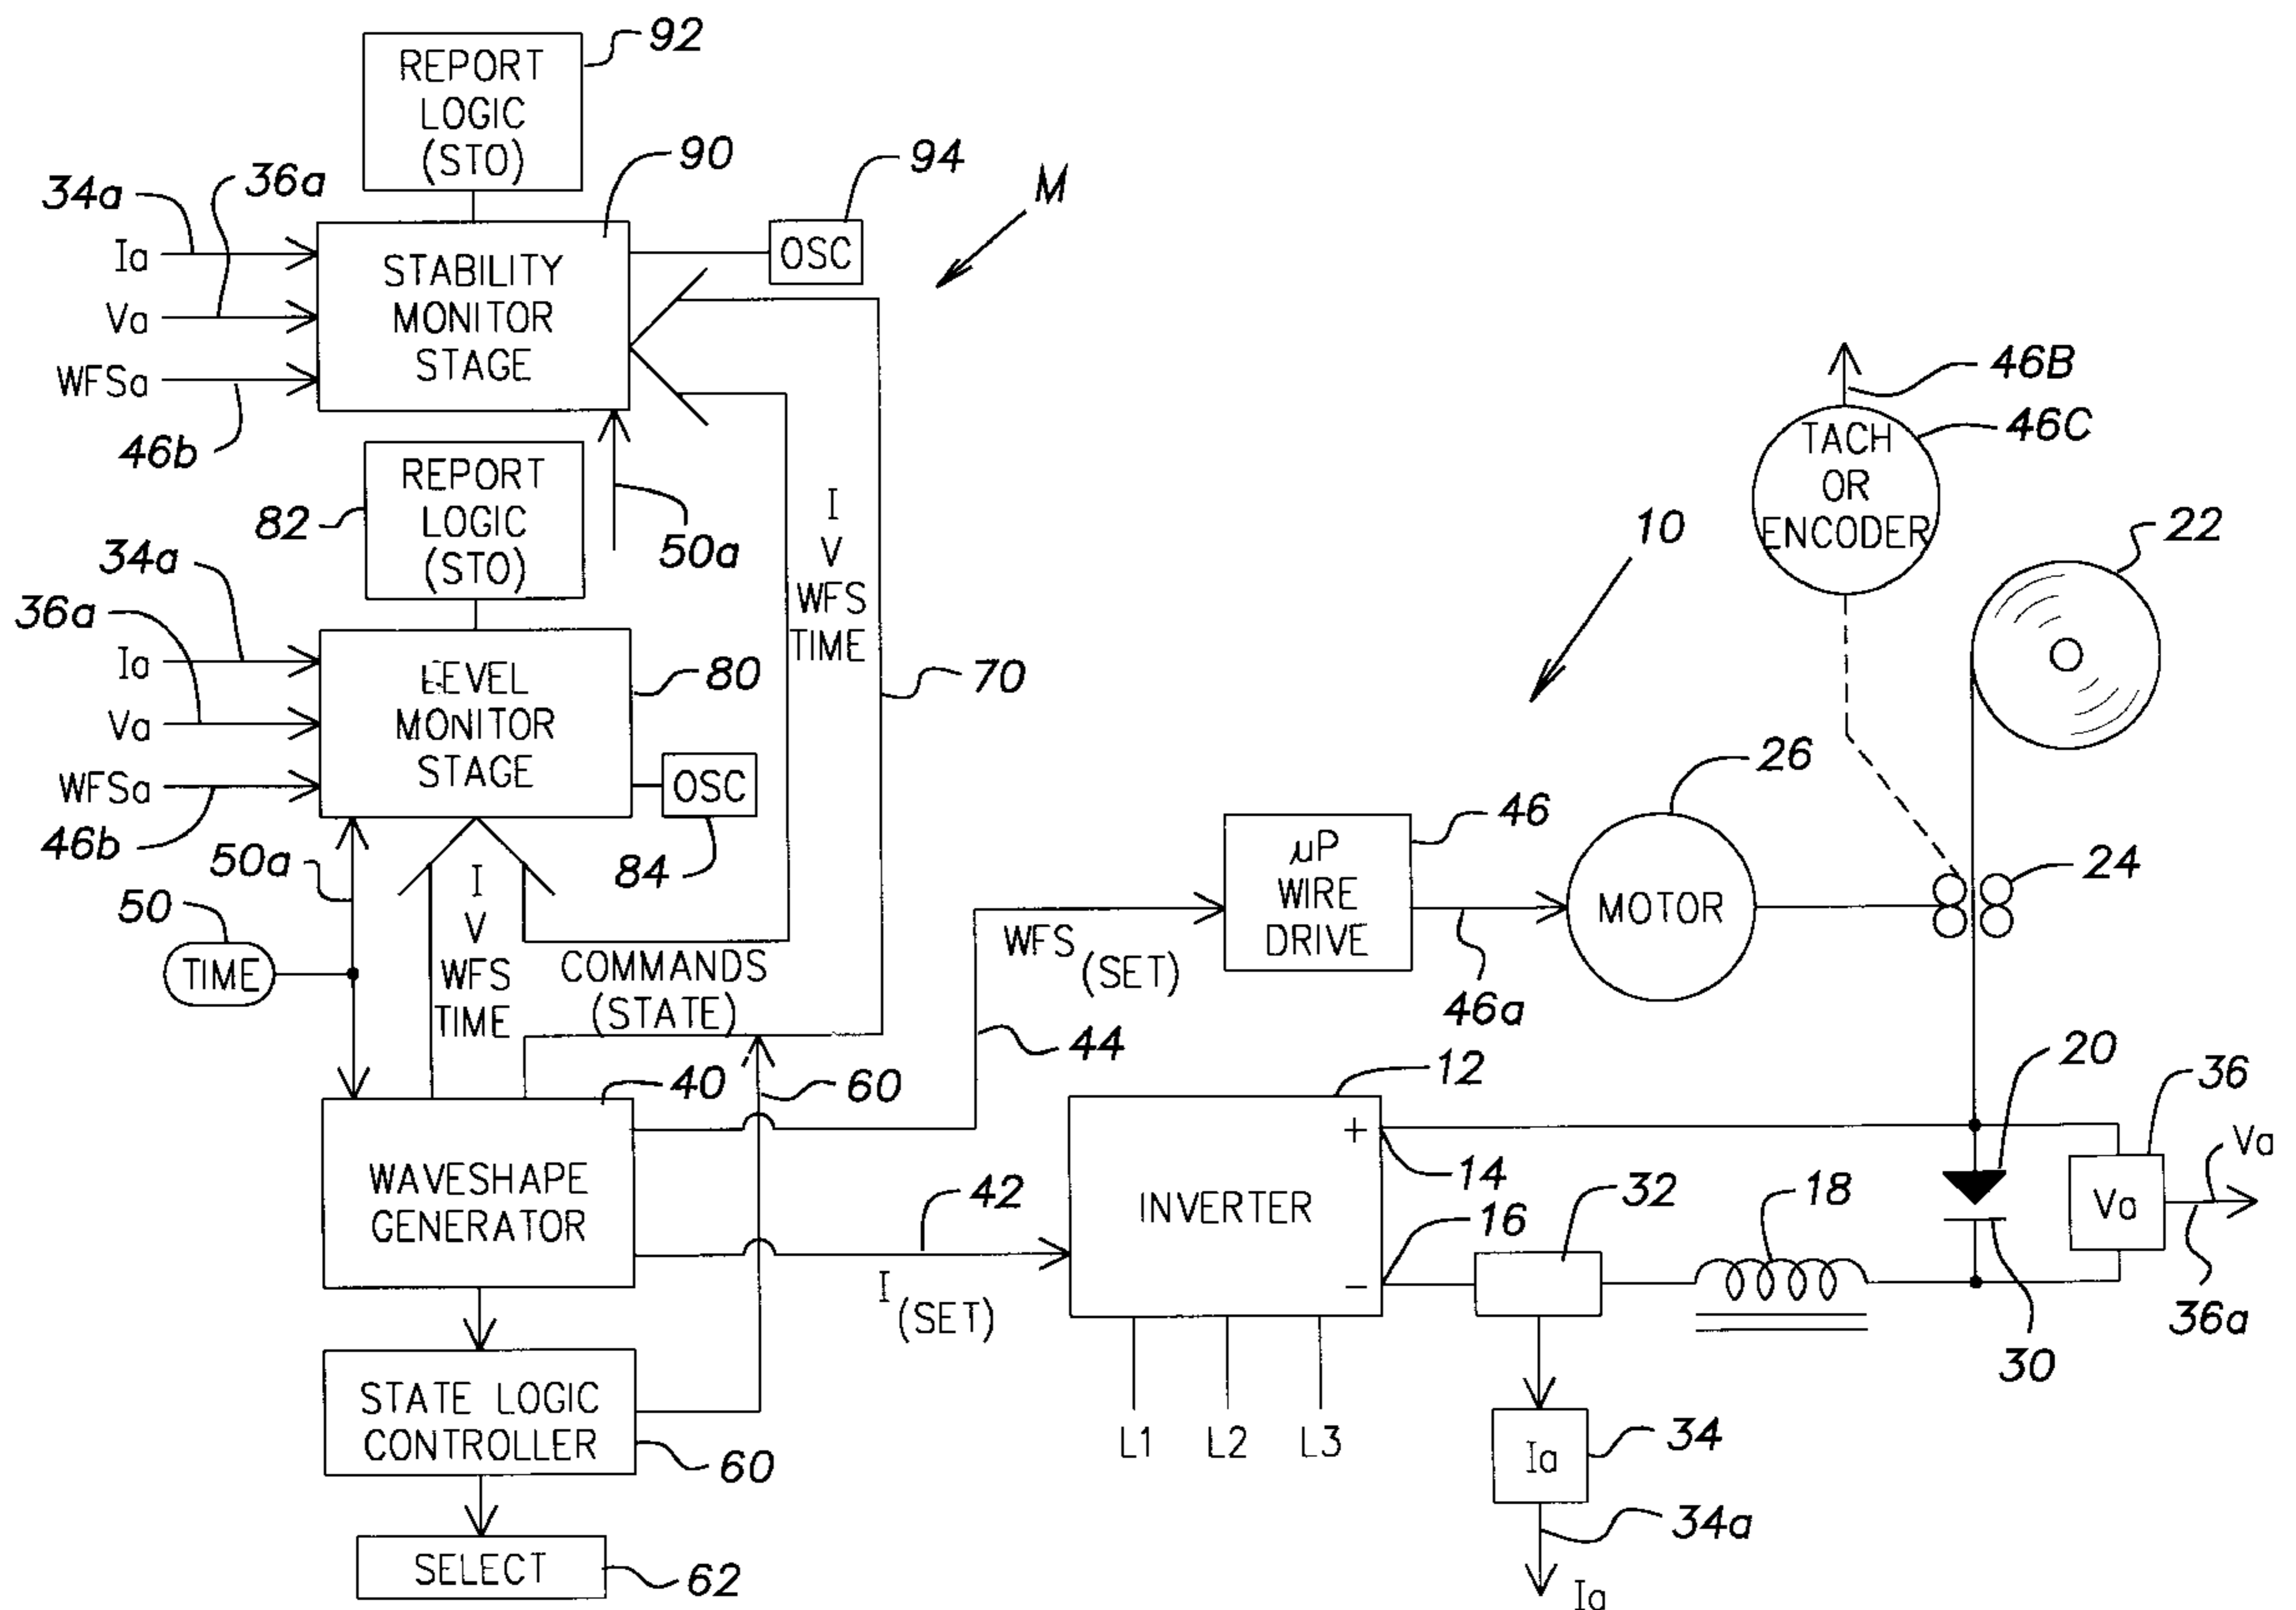 92
REPORT
LOGIC
(STO)
90
94
36a
34a
M
Ia
OSC
STABILITY
MONITOR
STAGE
Va
WFSa
46b
46B
46C
TACH
OR
ENCODER
REPORT
LOGIC
(STO)
82
50a
I
V
WFS
TIME
10
22
34a
36a
Ia
LEVEL
MONITOR
STAGE
80
70
Va
WFSa
OSC
46b
50a
84
26
46
µP
WIRE
DRIVE
MOTOR
24
50
TIME
I
V
WFS
TIME
COMMANDS
(STATE)
WFS
(SET)
46a
44
40
60
12
20
36
WAVESHAPE
GENERATOR
42
+
14
INVERTER
16
−
32
18
Va
Va
36a
30
I
(SET)
STATE LOGIC
CONTROLLER
60
L1 L2 L3
34
Ia
34a
SELECT
62
Ia